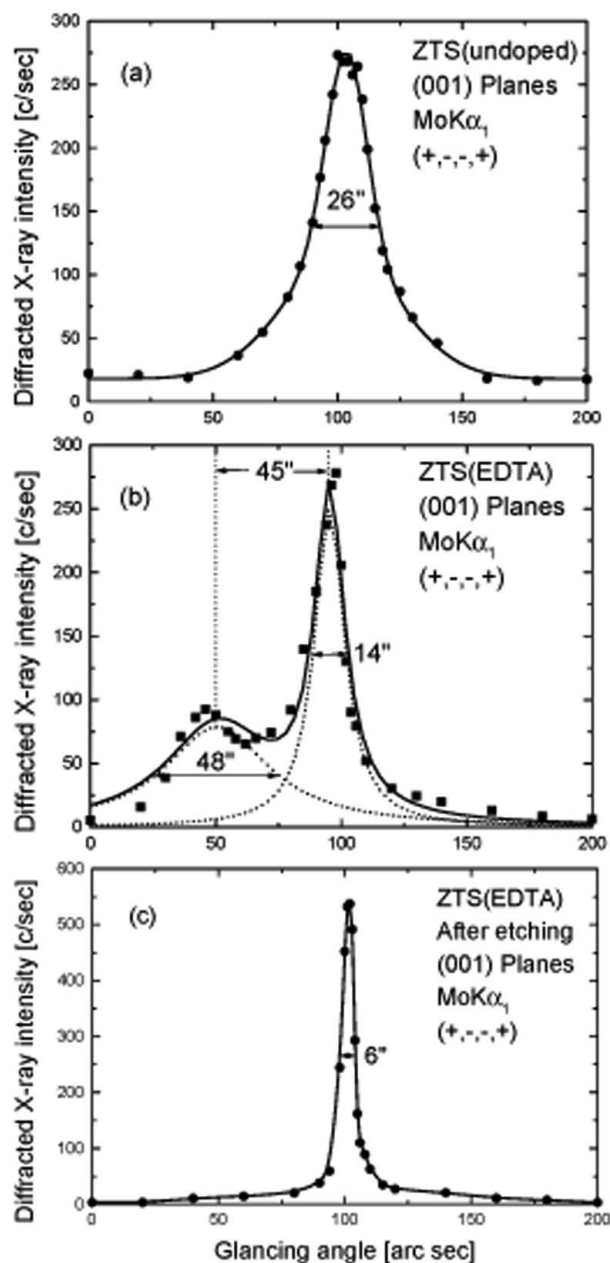 Diffracted X-ray intensity [c/sec]
300
250
200
150
100
50
0
(a)
ZTS(undoped)
(001) Planes
MoKα₁
(+,-,-,+)
26"
0 50 100 150 200
Diffracted X-ray intensity [c/sec]
300
250
200
150
100
50
0
(b)
45"
ZTS(EDTA)
(001) Planes
MoKα₁
(+,-,-,+)
14"
48"
0 50 100 150 200
Diffracted X-ray intensity [c/sec]
600
500
400
300
200
100
0
(c)
ZTS(EDTA)
After etching
(001) Planes
MoKα₁
(+,-,-,+)
6"
0 50 100 150 200
Glancing angle [arc sec]